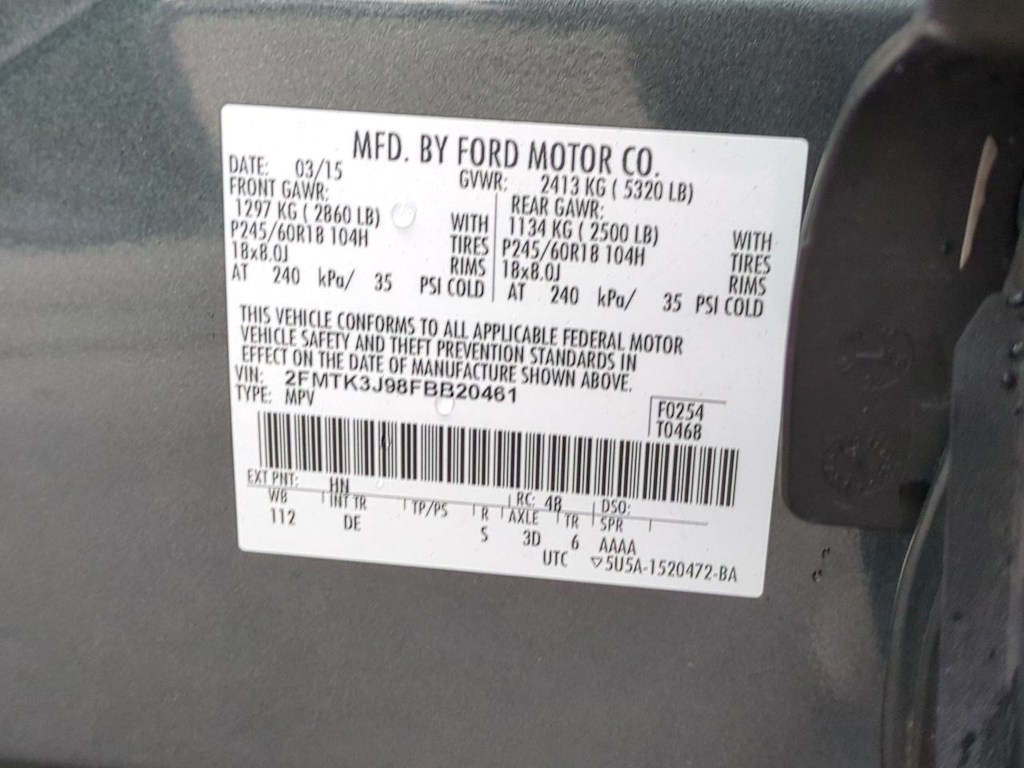 MFD. BY FORD MOTOR CO.
DATE: 03/15 GVWR: 2413 KG ( 5320 LB)
FRONT GAWR: REAR GAWR:
1297 KG ( 2860 LB) WITH 1134 KG ( 2500 LB) WITH
P245/60R18 104H TIRES P245/60R18 104H TIRES
18x8.0J RIMS 18x8.0J RIMS
AT 240 kPa/ 35 PSI COLD AT 240 kPa/ 35 PSI COLD
THIS VEHICLE CONFORMS TO ALL APPLICABLE FEDERAL MOTOR
VEHICLE SAFETY AND THEFT PREVENTION STANDARDS IN
EFFECT ON THE DATE OF MANUFACTURE SHOWN ABOVE.
VIN: 2FMTK3J98FBB20461
TYPE: MPV
F0254
T0468
EXT PNT: HN RC: 48 DSO:
WB INT TR TP/PS R AXLE TR SPR
112 DE S 3D 6 AAAA
UTC ▽5U5A-1520472-BA